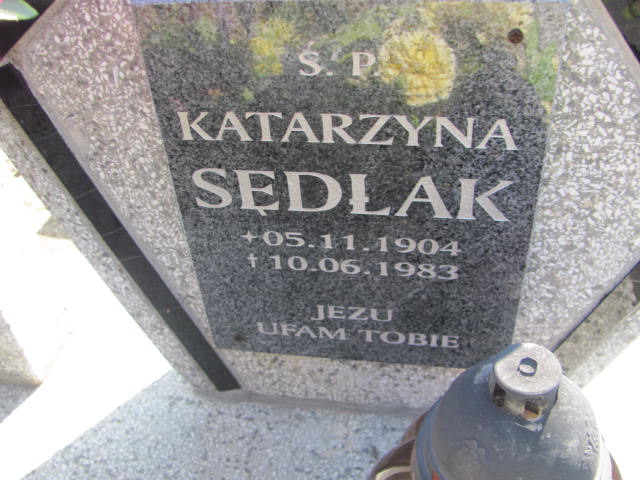 Ś. P.
KATARZYNA
SĘDŁAK
+05.11.1904
†10.06.1983
JEZU
UFAM TOBIE